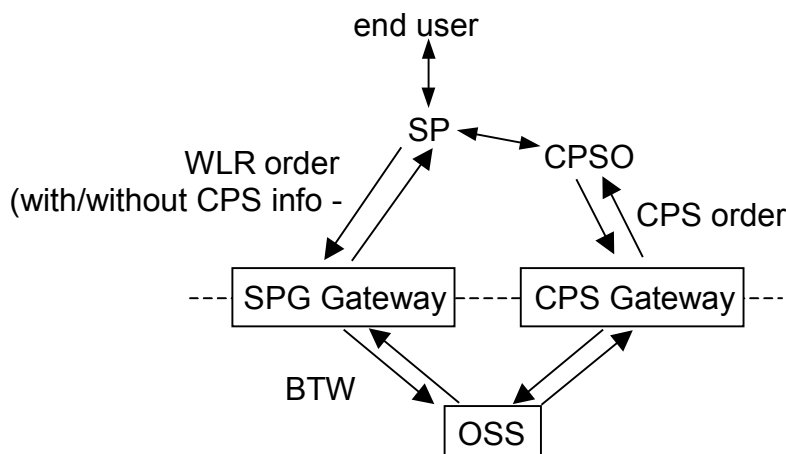 end user
SP
CPSO
WLR order
(with/without CPS info -
CPS order
SPG Gateway
CPS Gateway
BTW
OSS